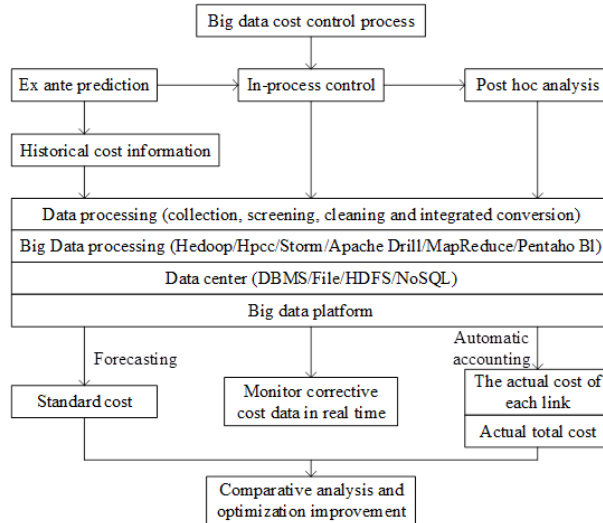 Big data cost control process
Ex ante prediction
In-process control
Post hoc analysis
Historical cost information
Data processing (collection, screening, cleaning and integrated conversion)
Big Data processing (Hedoop/Hpcc/Storm/Apache Drill/MapReduce/Pentaho Bl)
Data center (DBMS/File/HDFS/NoSQL)
Big data platform
Forecasting
Automatic
accounting
Standard cost
Monitor corrective
cost data in real time
The actual cost of
each link
Actual total cost
Comparative analysis and
optimization improvement